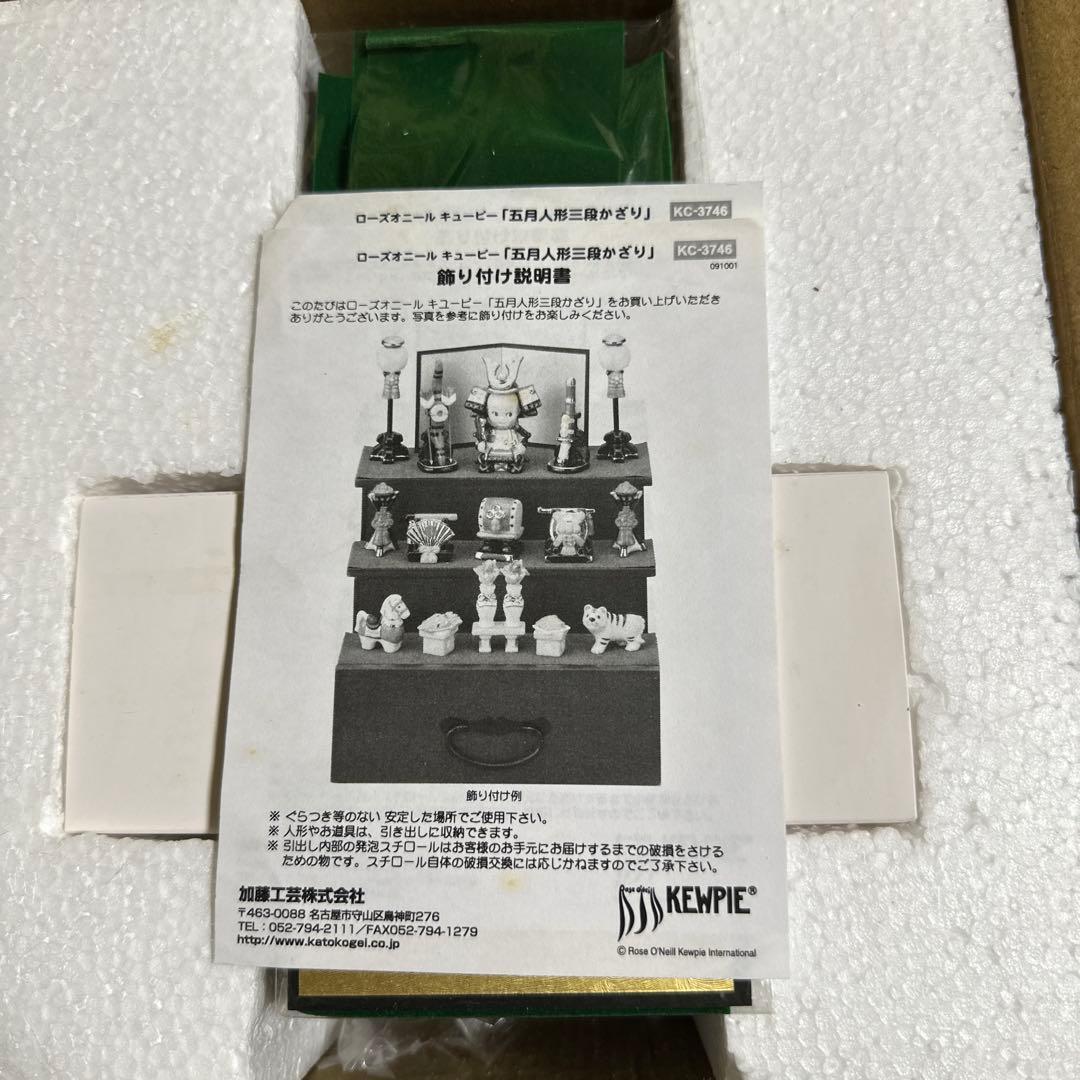 ローズオニール キューピー「五月人形三段かざり」 KC-3746
ローズオニール キューピー「五月人形三段かざり」 KC-3746
091001
飾り付け説明書
このたびはローズオニール キューピー「五月人形三段かざり」をお買い上げいただき
ありがとうございます。写真を参考に飾り付けをお楽しみください。
飾り付け例
※ ぐらつき等のない 安定した場所でご使用下さい。
※ 人形やお道具は、引き出しに収納できます。
※ 引出し内部の発泡スチロールはお客様のお手元にお届けするまでの破損をさける
ための物です。スチロール自体の破損交換には応じかねますのでご了承下さい。
加藤工芸株式会社
〒463-0088 名古屋市守山区鳥神町276
TEL：052-794-2111／FAX052-794-1279
http://www.katokogei.co.jp
Rose O'Neill KEWPIE®
© Rose O'Neill Kewpie International